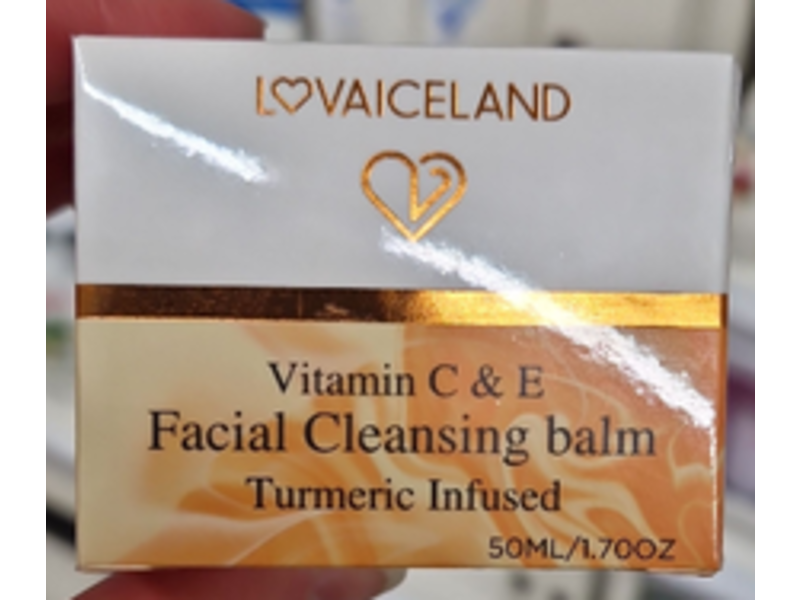 LOVAICELAND
Vitamin C & E
Facial Cleansing balm
Turmeric Infused
50ML/1.70OZ